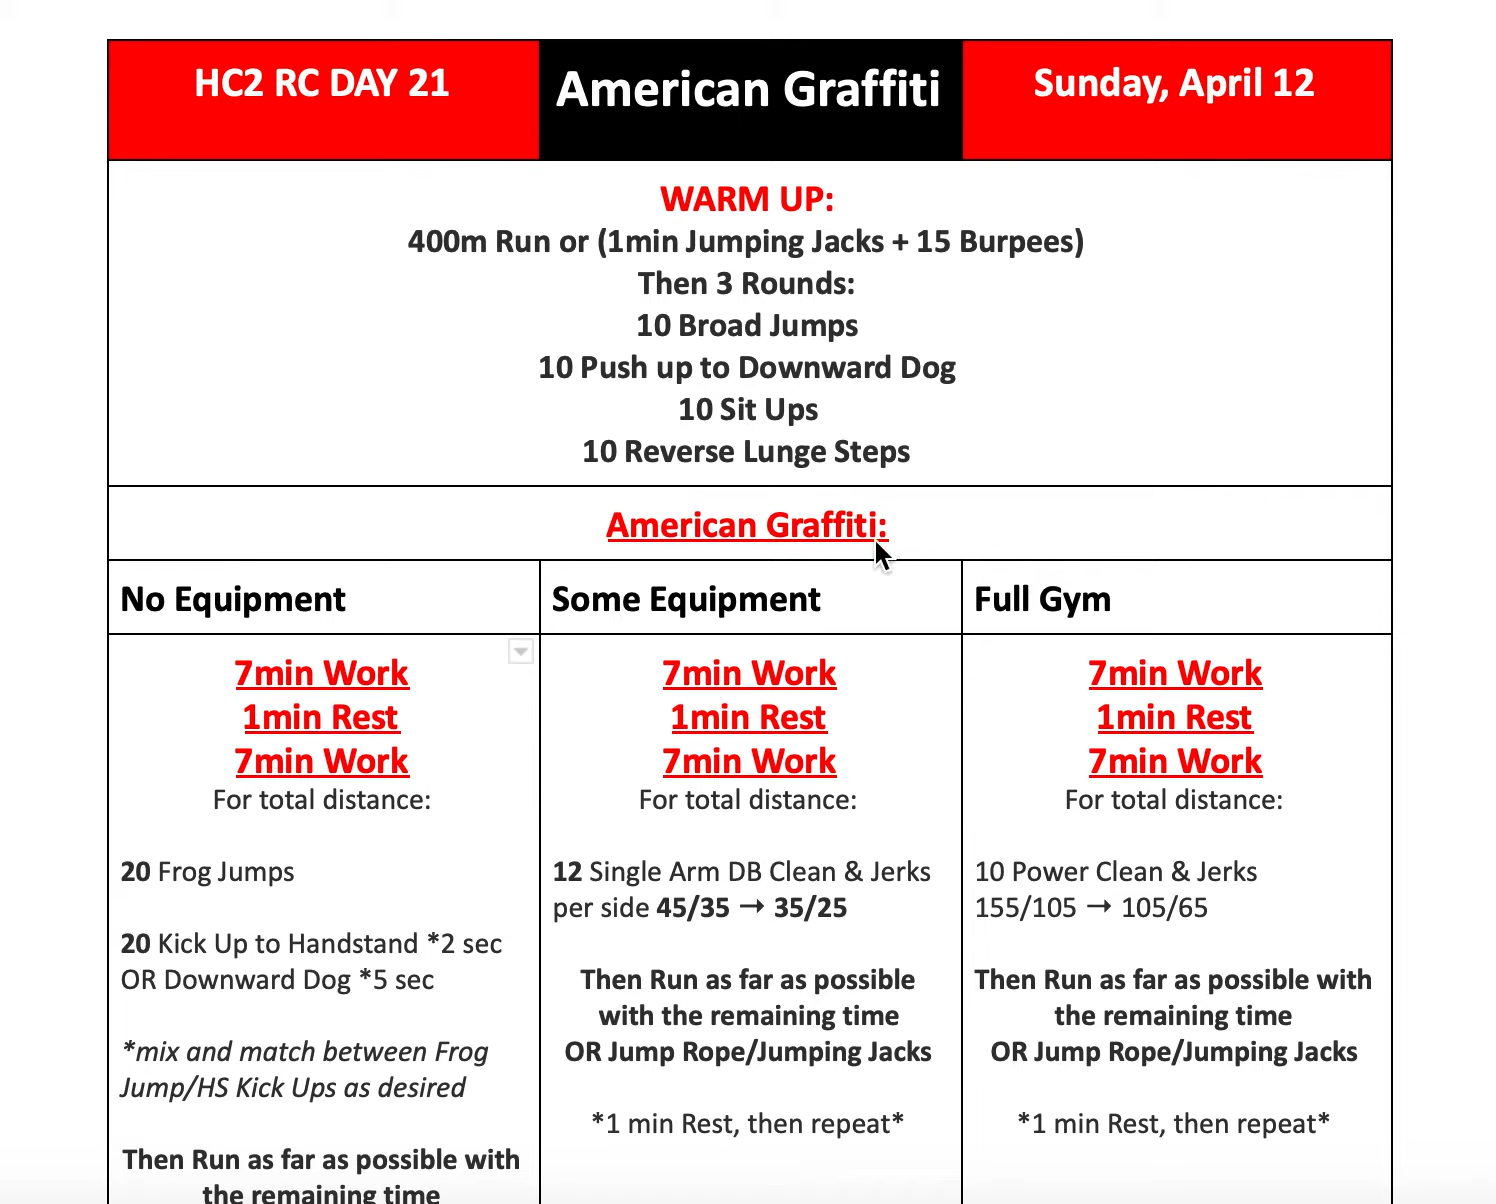 HC2 RC DAY 21
American Graffiti
Sunday, April 12
WARM UP:
400m Run or (1min Jumping Jacks + 15 Burpees)
Then 3 Rounds:
10 Broad Jumps
10 Push up to Downward Dog
10 Sit Ups
10 Reverse Lunge Steps
American Graffiti:
No Equipment
7min Work
1min Rest
7min Work
For total distance:
20 Frog Jumps
20 Kick Up to Handstand *2 sec
OR Downward Dog *5 sec
*mix and match between Frog
Jump/HS Kick Ups as desired
Then Run as far as possible with
the remaining time
Some Equipment
7min Work
1min Rest
7min Work
For total distance:
12 Single Arm DB Clean & Jerks
per side 45/35 → 35/25
Then Run as far as possible
with the remaining time
OR Jump Rope/Jumping Jacks
*1 min Rest, then repeat*
Full Gym
7min Work
1min Rest
7min Work
For total distance:
10 Power Clean & Jerks
155/105 → 105/65
Then Run as far as possible with
the remaining time
OR Jump Rope/Jumping Jacks
*1 min Rest, then repeat*